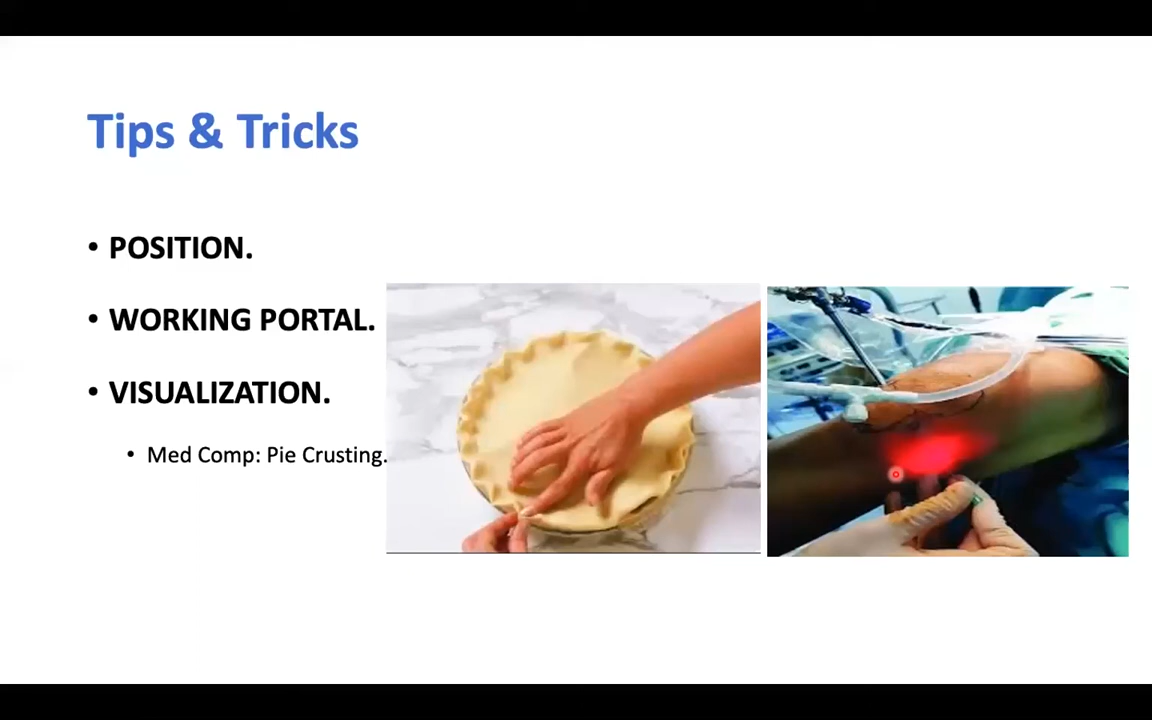 Tips & Tricks
• POSITION.
• WORKING PORTAL.
• VISUALIZATION.
• Med Comp: Pie Crusting.